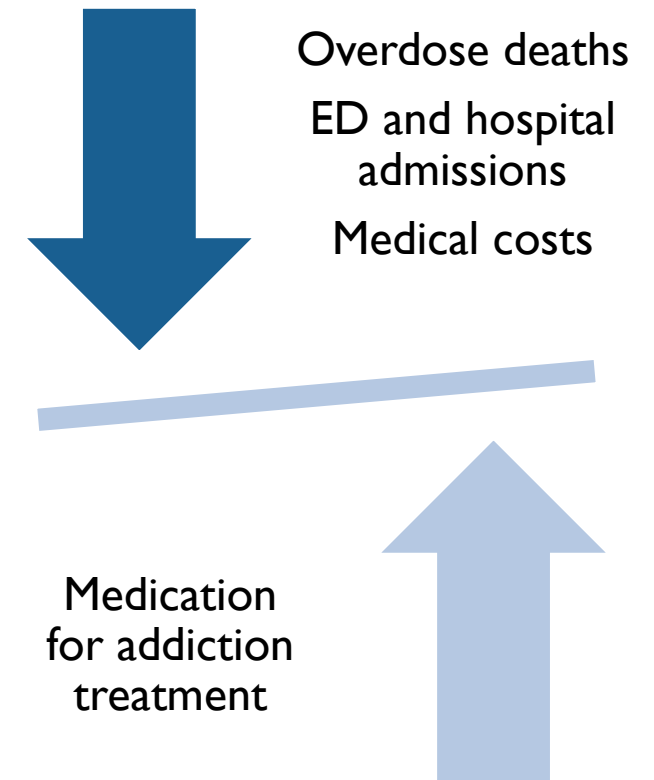 Overdose deaths
ED and hospital
admissions
Medical costs
Medication
for addiction
treatment